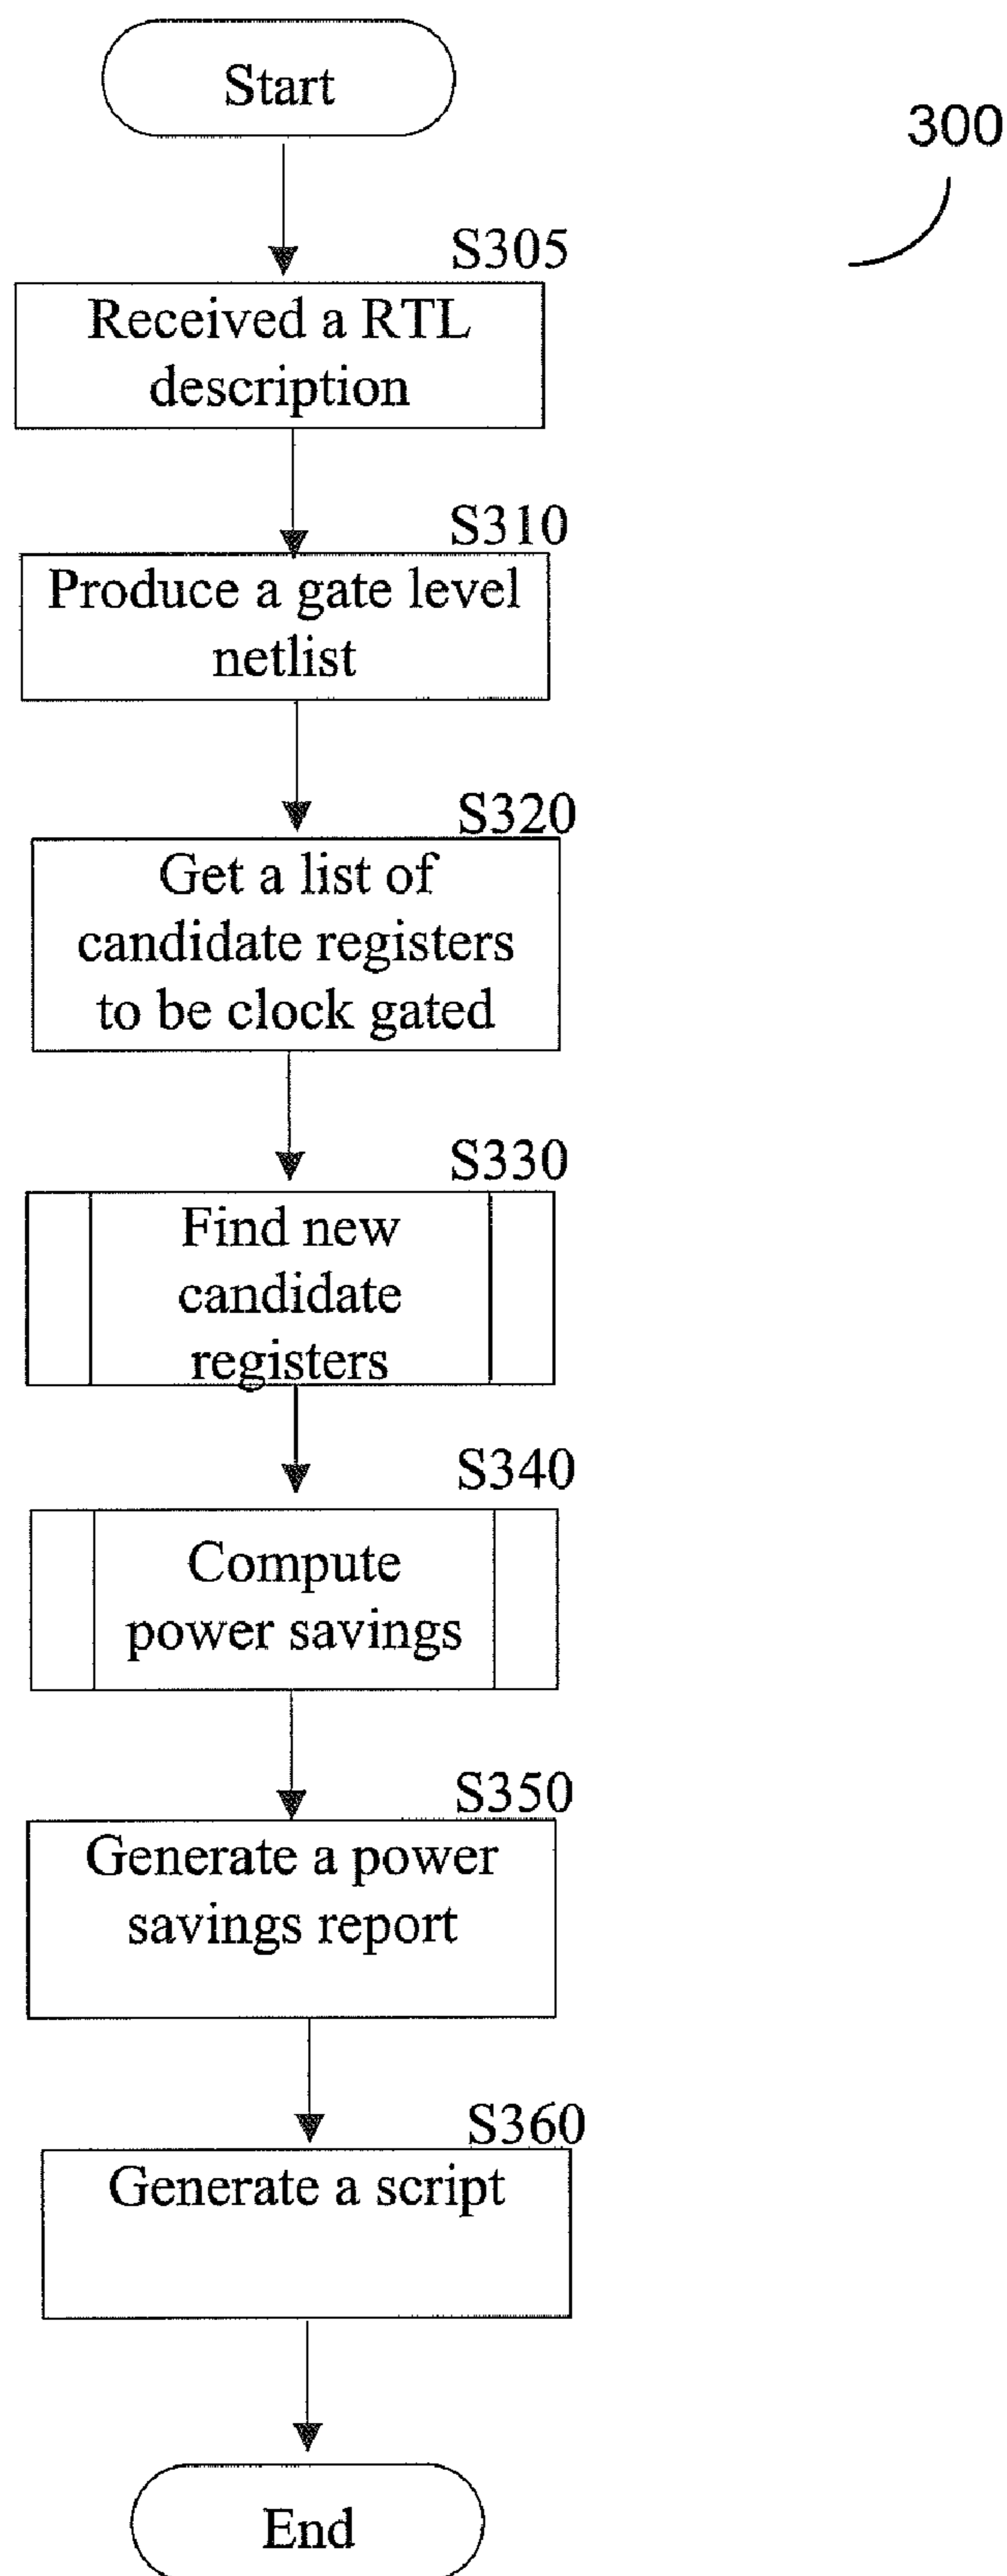 Start
300
S305
Received a RTL
description
S310
Produce a gate level
netlist
S320
Get a list of
candidate registers
to be clock gated
S330
Find new
candidate
registers
S340
Compute
power savings
S350
Generate a power
savings report
S360
Generate a script
End